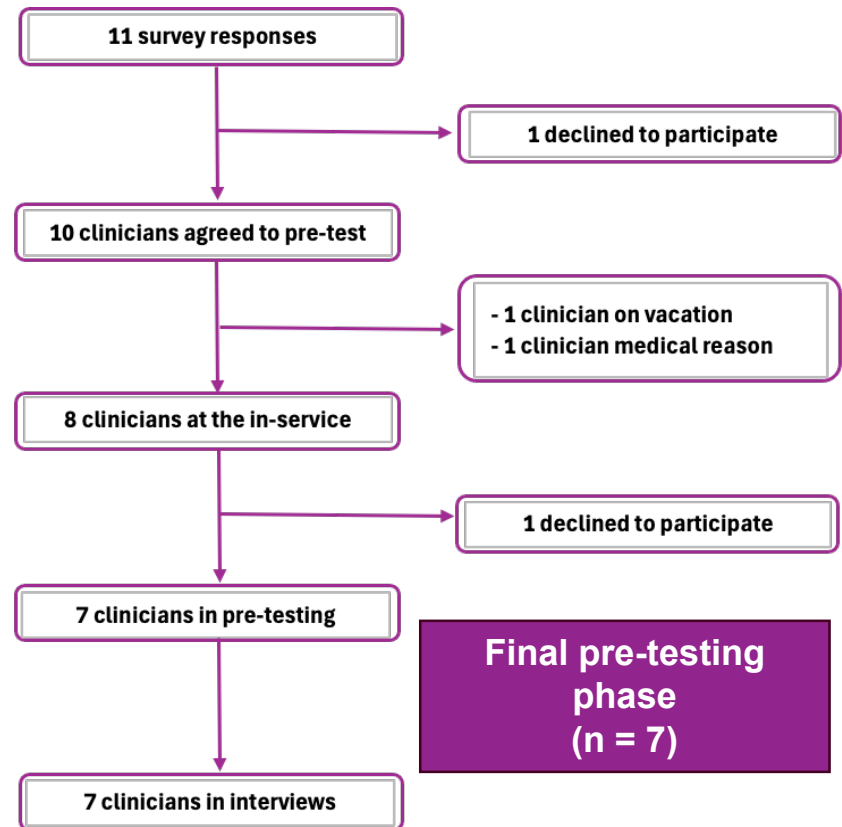 11 survey responses
1 declined to participate
10 clinicians agreed to pre-test
- 1 clinician on vacation
- 1 clinician medical reason
8 clinicians at the in-service
1 declined to participate
7 clinicians in pre-testing
Final pre-testing
phase
(n = 7)
7 clinicians in interviews